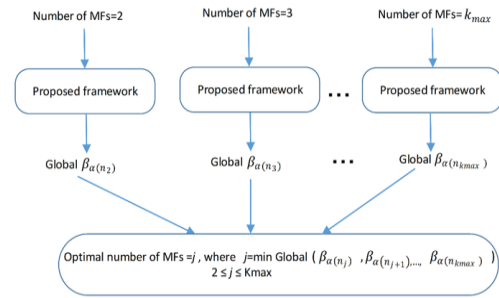 Number of MFs=2
Number of MFs=3
Number of MFs= k_max
Proposed framework
Proposed framework
...
Proposed framework
Global β_α(n_2)
Global β_α(n_3)
...
Global β_α(n_kmax )
Optimal number of MFs =j , where j=min Global ( β_α(n_j) ,β_α(n_j+1),..., β_α(n_kmax ) )
2 ≤ j ≤ Kmax